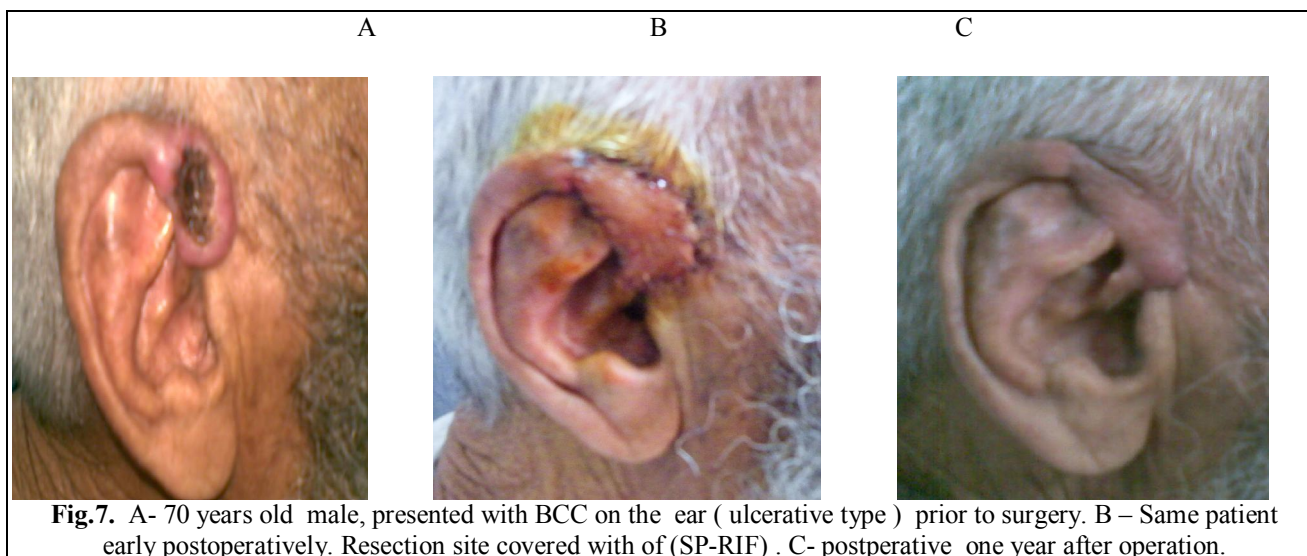 A B C
Fig.7. A- 70 years old male, presented with BCC on the ear ( ulcerative type ) prior to surgery. B – Same patient
early postoperatively. Resection site covered with of (SP-RIF) . C- postperative one year after operation.